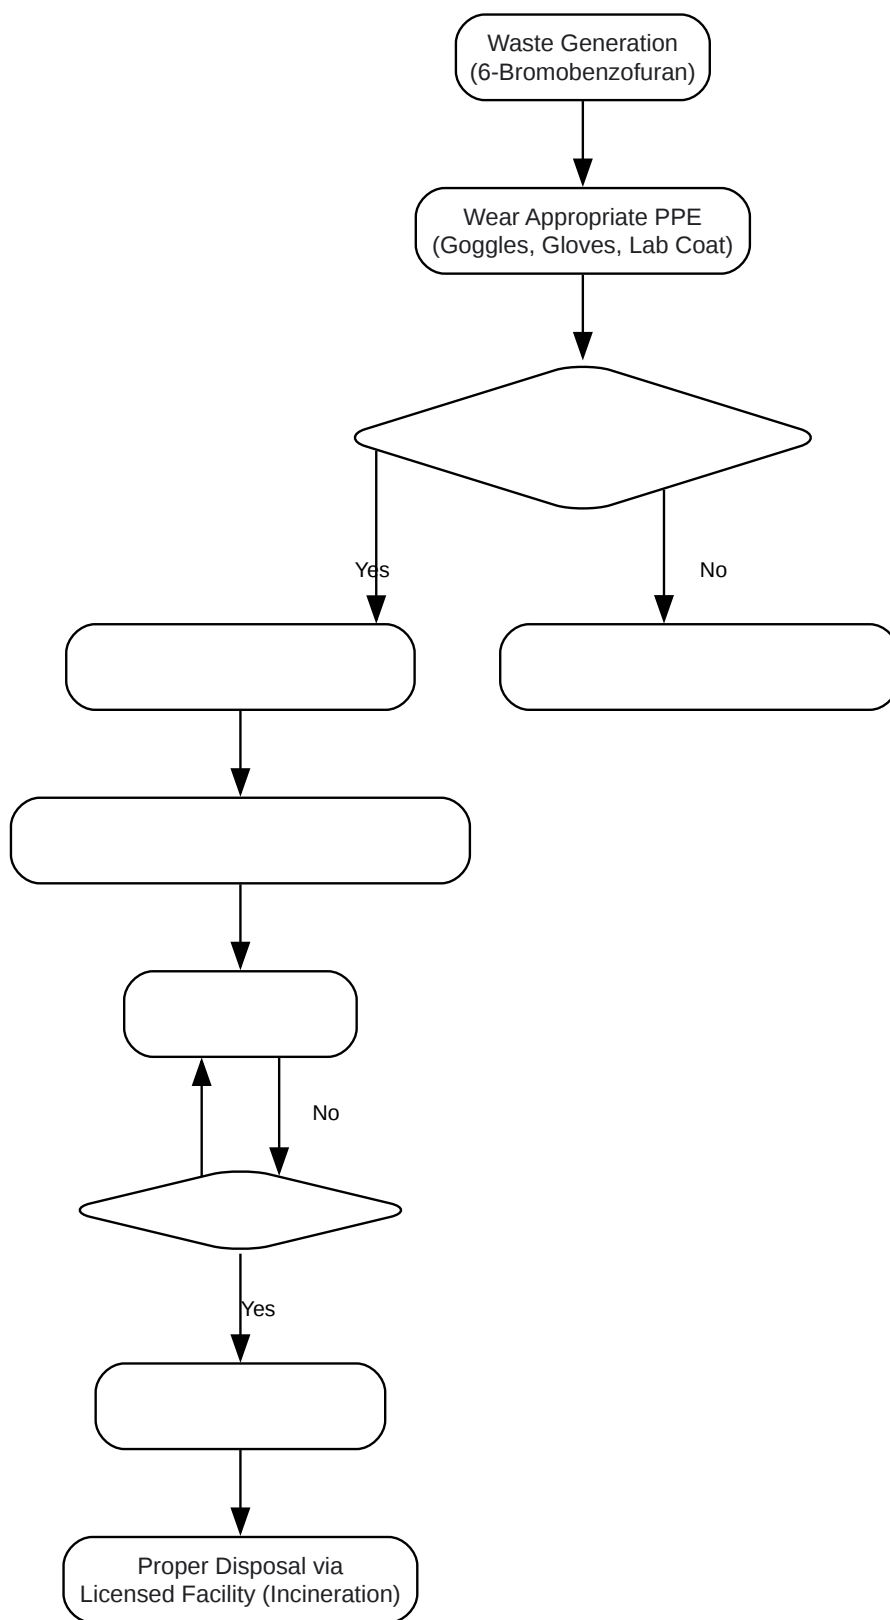 Waste Generation
(6-Bromobenzofuran)
Wear Appropriate PPE
(Goggles, Gloves, Lab Coat)
Yes
No
No
Yes
Proper Disposal via
Licensed Facility (Incineration)